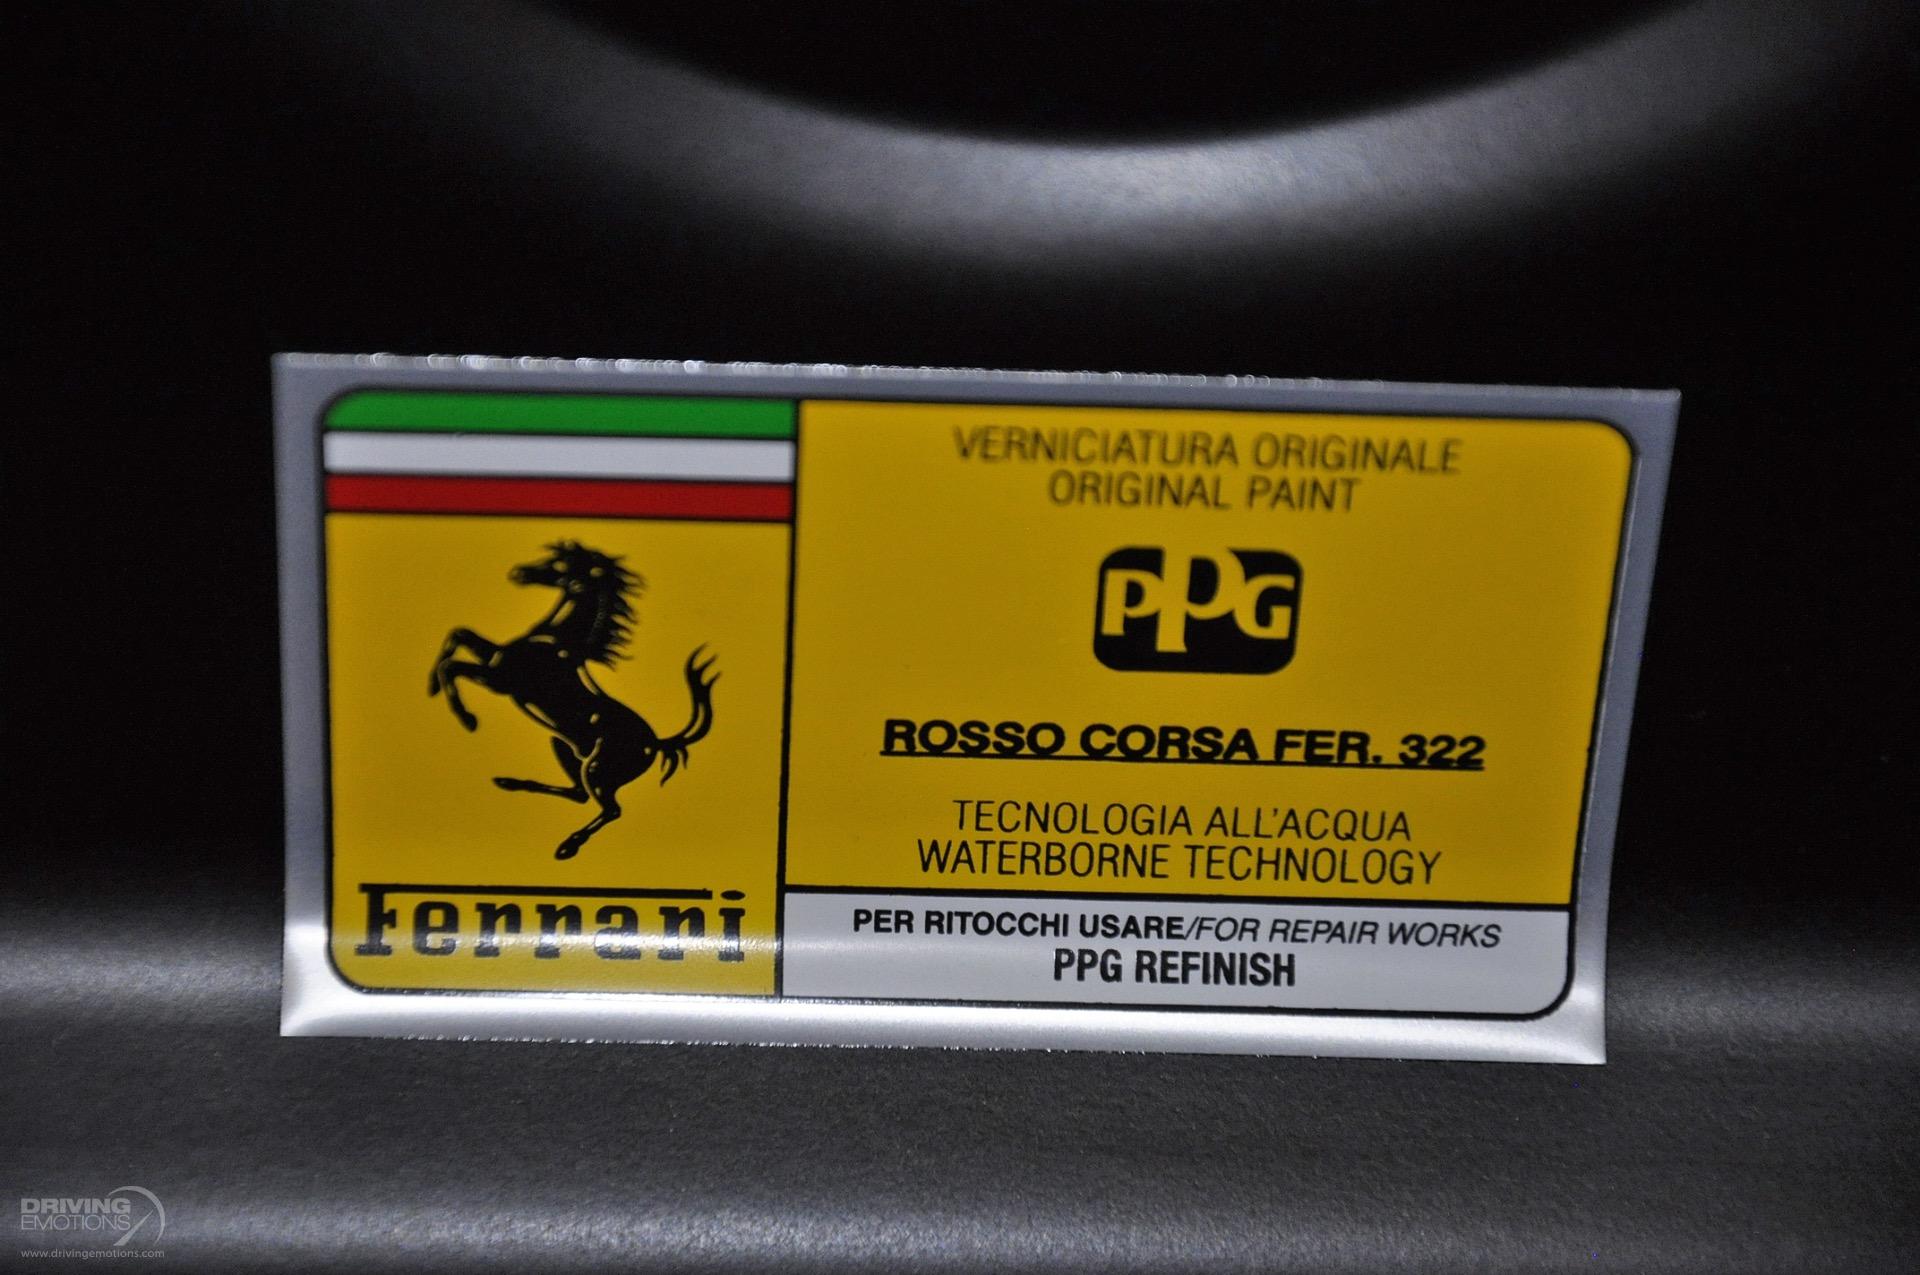 VERNICIATURA ORIGINALE
ORIGINAL PAINT
PPG
ROSSO CORSA FER. 322
TECNOLOGIA ALL'ACQUA
WATERBORNE TECHNOLOGY
Ferrari
PER RITOCCHI USARE/FOR REPAIR WORKS
PPG REFINISH
DRIVING
EMOTIONS
www.drivingemotions.com